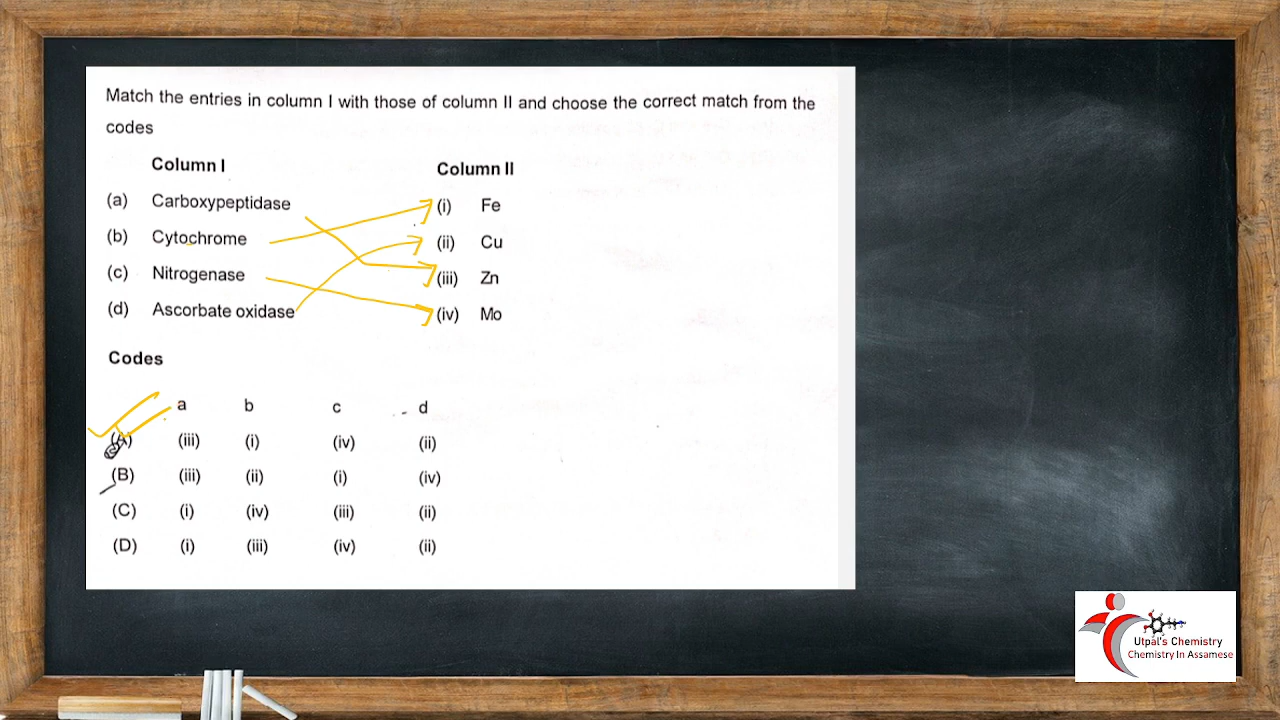 Match the entries in column I with those of column II and choose the correct match from the
codes
Column I Column II
(a) Carboxypeptidase (i) Fe
(b) Cytochrome (ii) Cu
(c) Nitrogenase (iii) Zn
(d) Ascorbate oxidase (iv) Mo
Codes
a b c d
(A) (iii) (i) (iv) (ii)
(B) (iii) (ii) (i) (iv)
(C) (i) (iv) (iii) (ii)
(D) (i) (iii) (iv) (ii)
Utpal's Chemistry
Chemistry In Assamese